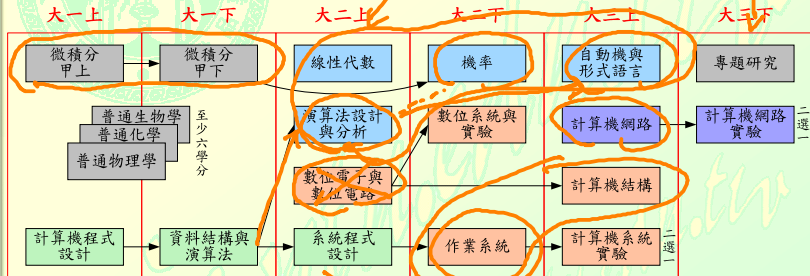 大一上
大一下
大二上
大二下
大三上
大三下
微積分
甲上
微積分
甲下
線性代數
機率
自動機與
形式語言
專題研究
普通生物學
普通化學
普通物理學
至少六學分
演算法設計
與分析
數位系統與
實驗
計算機網路
計算機網路
實驗
二選一
數位電子與
數位電路
計算機結構
計算機程式
設計
資料結構與
演算法
系統程式
設計
作業系統
計算機系統
實驗
二選一
.tw